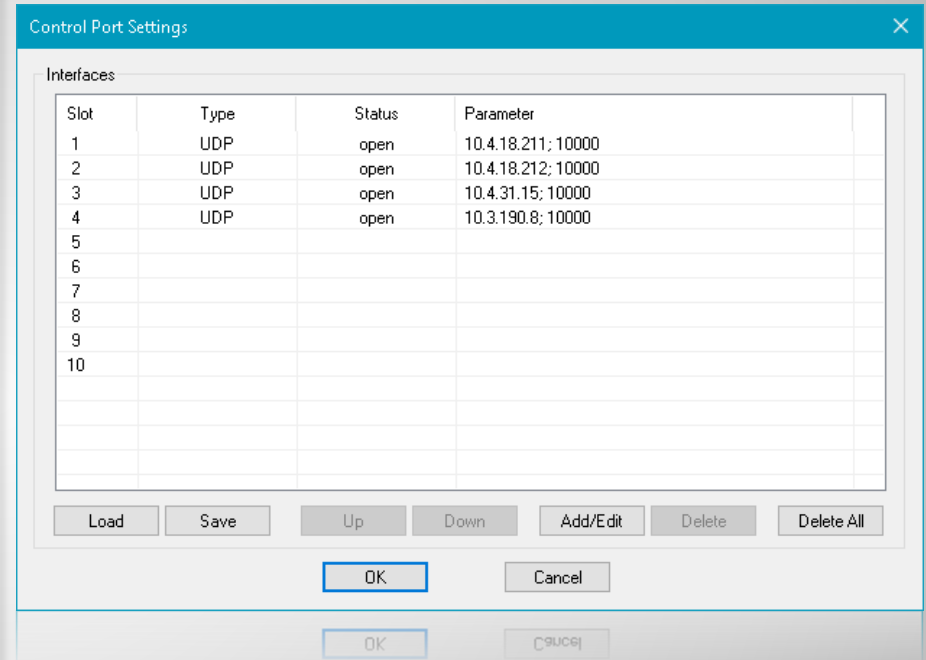 Control Port Settings
Interfaces
Slot Type Status Parameter
1 UDP open 10.4.18.211; 10000
2 UDP open 10.4.18.212; 10000
3 UDP open 10.4.31.15; 10000
4 UDP open 10.3.190.8; 10000
5
6
7
8
9
10
Load Save Up Down Add/Edit Delete Delete All
OK Cancel
OK Cancel